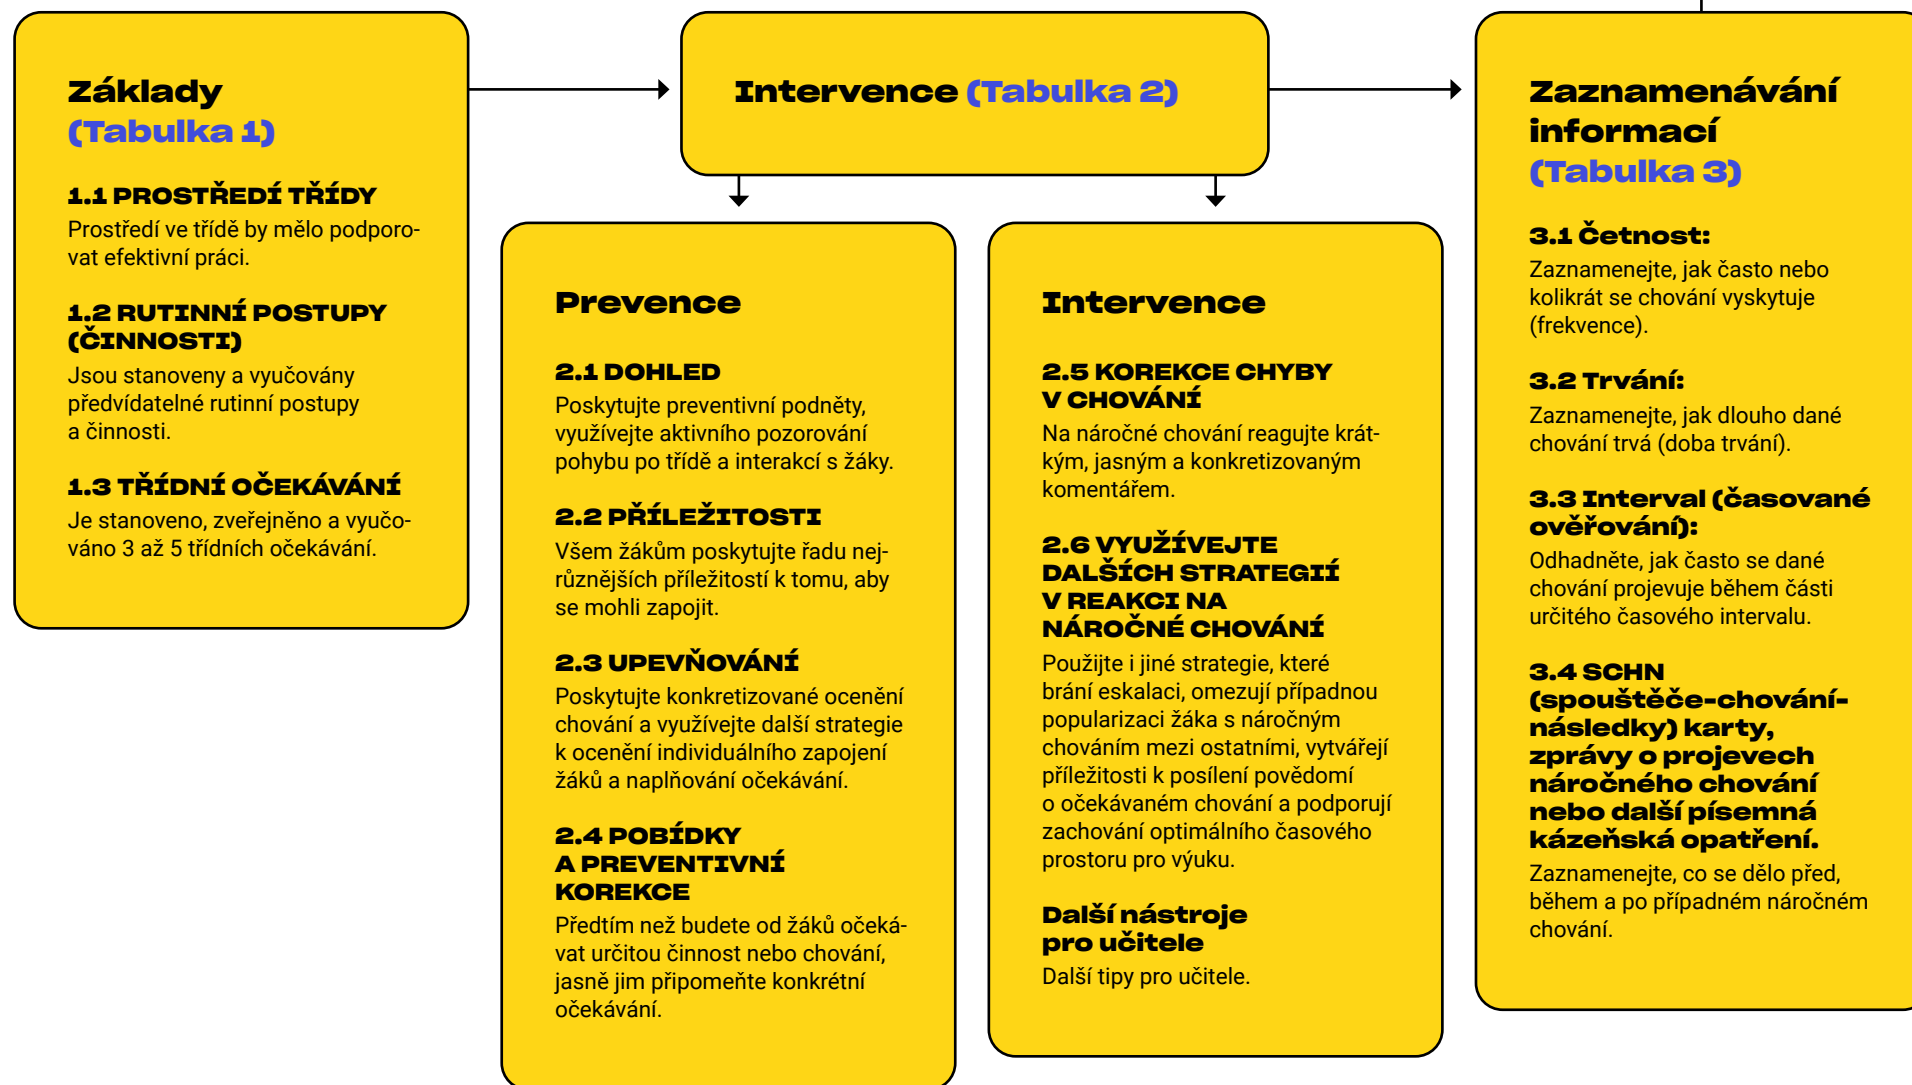 Základy
(Tabulka 1)
1.1 PROSTŘEDÍ TŘÍDY
Prostředí ve třídě by mělo podporo-
vat efektivní práci.
1.2 RUTINNÍ POSTUPY
(ČINNOSTI)
Jsou stanoveny a vyučovány
předvídatelné rutinní postupy
a činnosti.
1.3 TŘÍDNÍ OČEKÁVÁNÍ
Je stanoveno, zveřejněno a vyučo-
váno 3 až 5 třídních očekávání.
Intervence (Tabulka 2)
Prevence
2.1 DOHLED
Poskytujte preventivní podněty,
využívejte aktivního pozorování
pohybu po třídě a interakcí s žáky.
2.2 PŘÍLEŽITOSTI
Všem žákům poskytujte řadu nej-
různějších příležitostí k tomu, aby
se mohli zapojit.
2.3 UPEVŇOVÁNÍ
Poskytujte konkretizované ocenění
chování a využívejte další strategie
k ocenění individuálního zapojení
žáků a naplňování očekávání.
2.4 POBÍDKY
A PREVENTIVNÍ
KOREKCE
Předtím než budete od žáků očeká-
vat určitou činnost nebo chování,
jasně jim připomeňte konkrétní
očekávání.
Intervence
2.5 KOREKCE CHYBY
V CHOVÁNÍ
Na náročné chování reagujte krát-
kým, jasným a konkretizovaným
komentářem.
2.6 VYUŽÍVEJTE
DALŠÍCH STRATEGIÍ
V REAKCI NA
NÁROČNÉ CHOVÁNÍ
Použijte i jiné strategie, které
brání eskalaci, omezují případnou
popularizaci žáka s náročným
chováním mezi ostatními, vytvářejí
příležitosti k posílení povědomí
o očekávaném chování a podporují
zachování optimálního časového
prostoru pro výuku.
Další nástroje
pro učitele
Další tipy pro učitele.
Zaznamenávání
informací
(Tabulka 3)
3.1 Četnost:
Zaznamenejte, jak často nebo
kolikrát se chování vyskytuje
(frekvence).
3.2 Trvání:
Zaznamenejte, jak dlouho dané
chování trvá (doba trvání).
3.3 Interval (časované
ověřování):
Odhadněte, jak často se dané
chování projevuje během části
určitého časového intervalu.
3.4 SCHN
(spouštěče-chování-
následky) karty,
zprávy o projevech
náročného chování
nebo další písemná
kázeňská opatření.
Zaznamenejte, co se dělo před,
během a po případném náročném
chování.